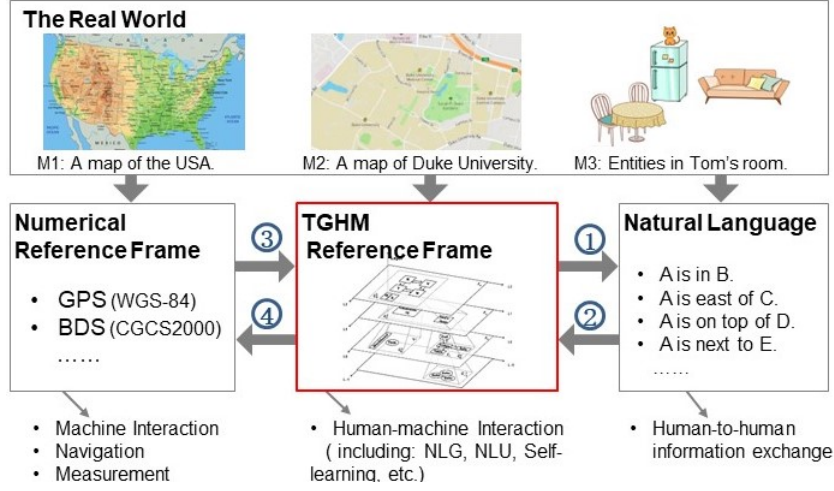 The Real World
M1: A map of the USA.
M2: A map of Duke University.
M3: Entities in Tom's room.
Numerical
Reference Frame
• GPS (WGS-84)
• BDS (CGCS2000)
……
③
④
TGHM
Reference Frame
①
②
Natural Language
• A is in B.
• A is east of C.
• A is on top of D.
• A is next to E.
……
• Machine Interaction
• Navigation
• Measurement
• Human-machine Interaction
( including: NLG, NLU, Self-
learning, etc.)
• Human-to-human
information exchange